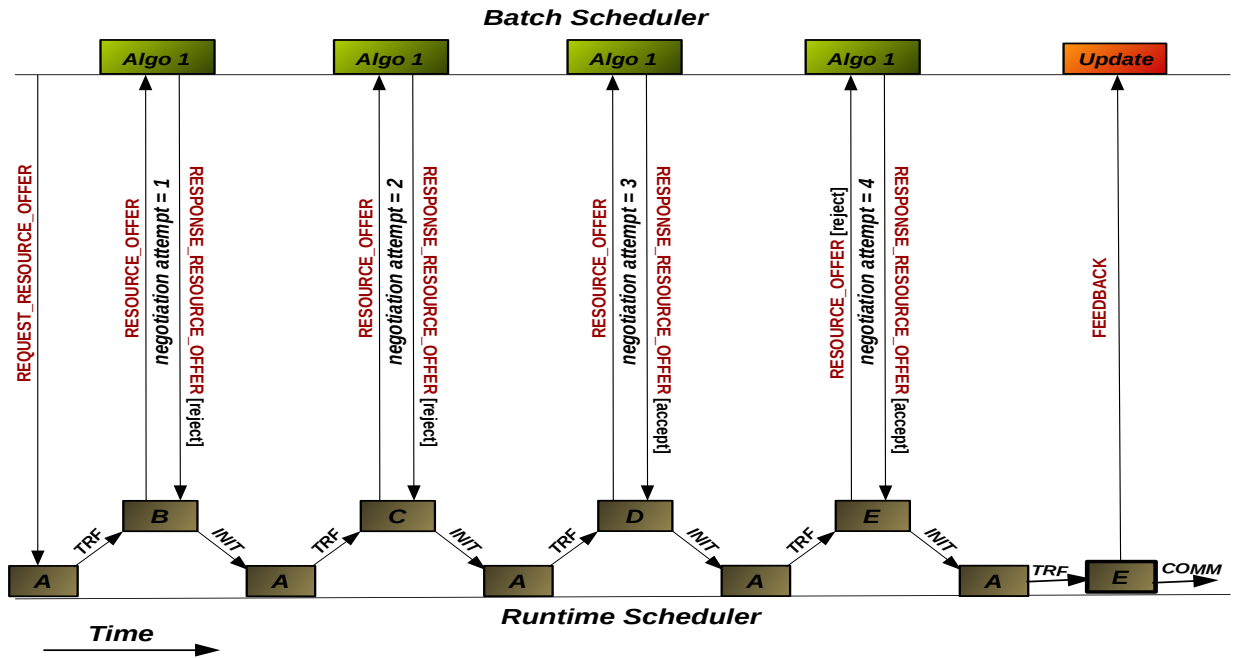 Batch Scheduler
Algo 1
Algo 1
Algo 1
Algo 1
Update
REQUEST_RESOURCE_OFFER
RESOURCE_OFFER
negotiation attempt = 1
RESPONSE_RESOURCE_OFFER [reject]
RESOURCE_OFFER
negotiation attempt = 2
RESPONSE_RESOURCE_OFFER [reject]
RESOURCE_OFFER
negotiation attempt = 3
RESPONSE_RESOURCE_OFFER [accept]
RESOURCE_OFFER [reject]
negotiation attempt = 4
RESPONSE_RESOURCE_OFFER [accept]
FEEDBACK
A
TRF
B
INIT
A
TRF
C
INIT
A
TRF
D
INIT
A
TRF
E
INIT
A
TRF
E
COMM
Runtime Scheduler
Time